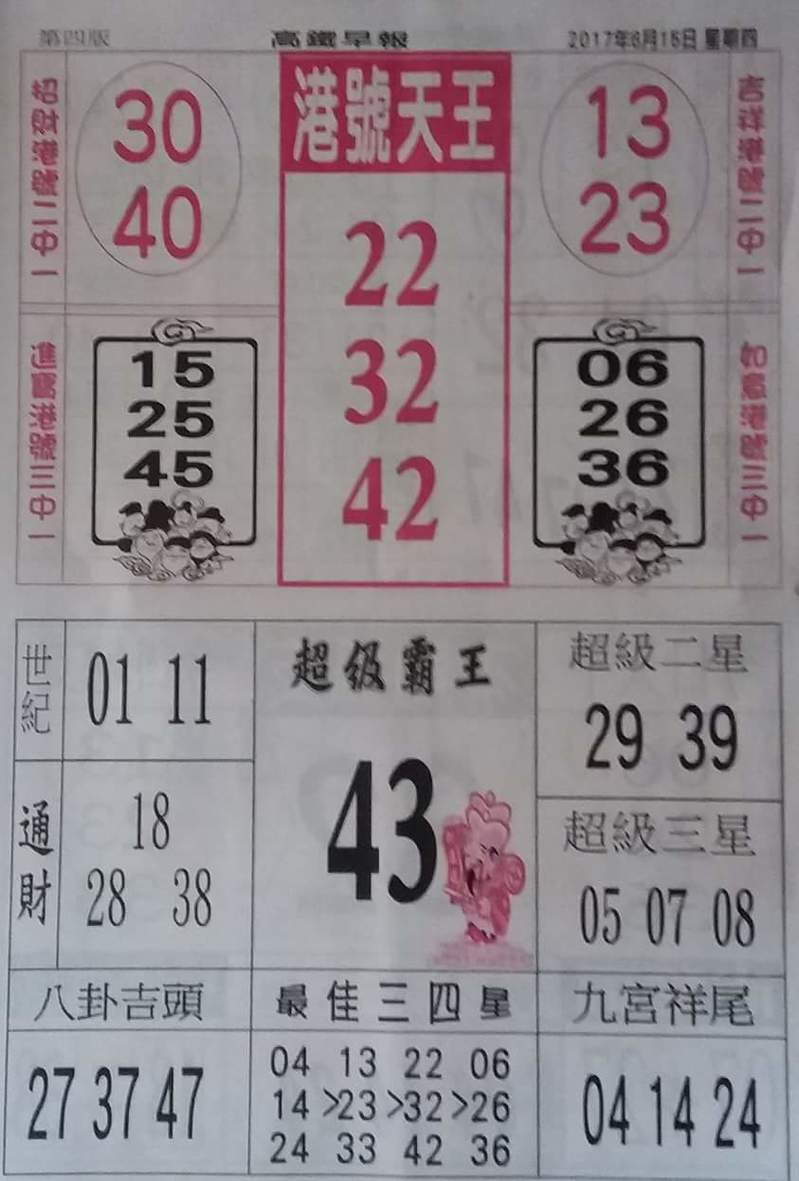 第四版
高鐵早報
2017年6月15日 星期四
招財港號二中一
30
40
港號天王
22
32
42
13
23
吉祥港號二中一
進寶港號三中一
15
25
45
06
26
36
如意港號三中一
世紀
01 11
通財
18
28 38
超级霸王
43
超級二星
29 39
超級三星
05 07 08
八卦吉頭
27 37 47
最佳三四星
04 13 22 06
14>23>32>26
24 33 42 36
九宮祥尾
04 14 24